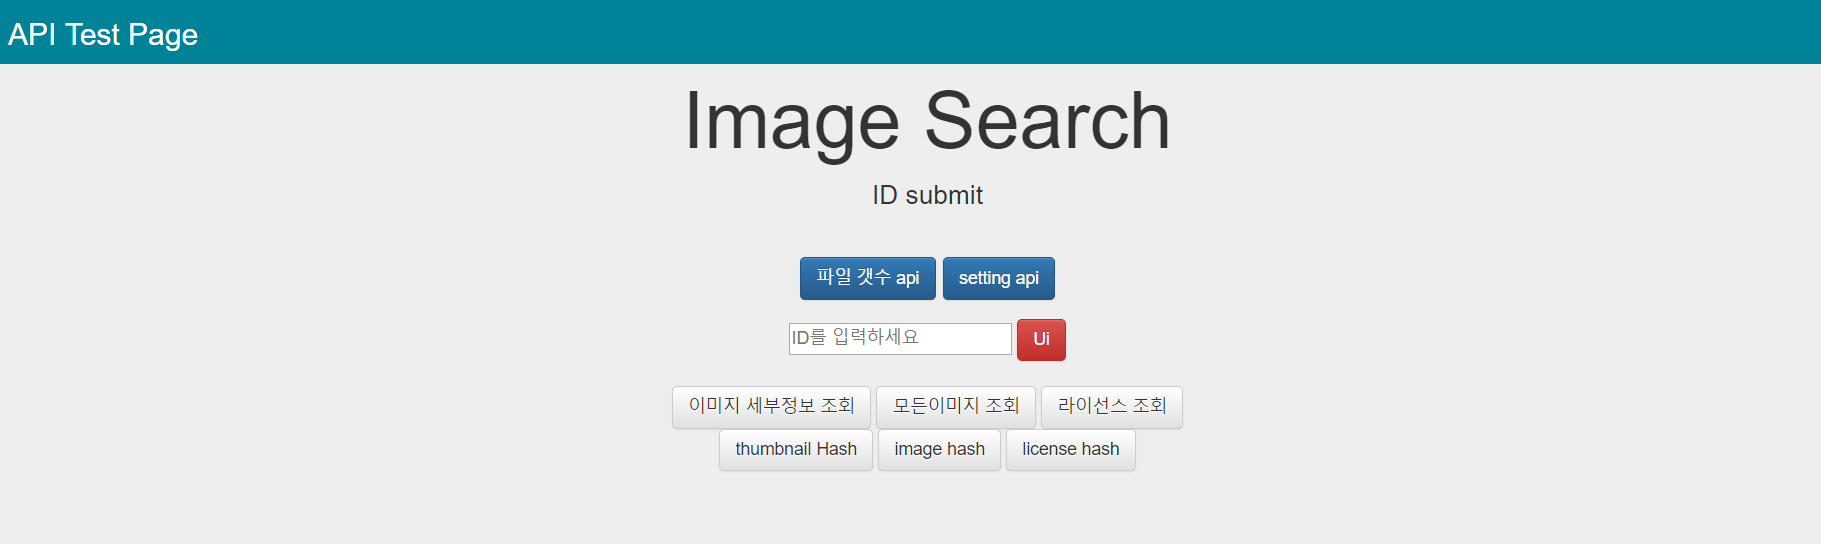 API Test Page
Image Search
ID submit
파일 갯수 api setting api
ID를 입력하세요 Ui
이미지 세부정보 조회 모든이미지 조회 라이선스 조회
thumbnail Hash image hash license hash